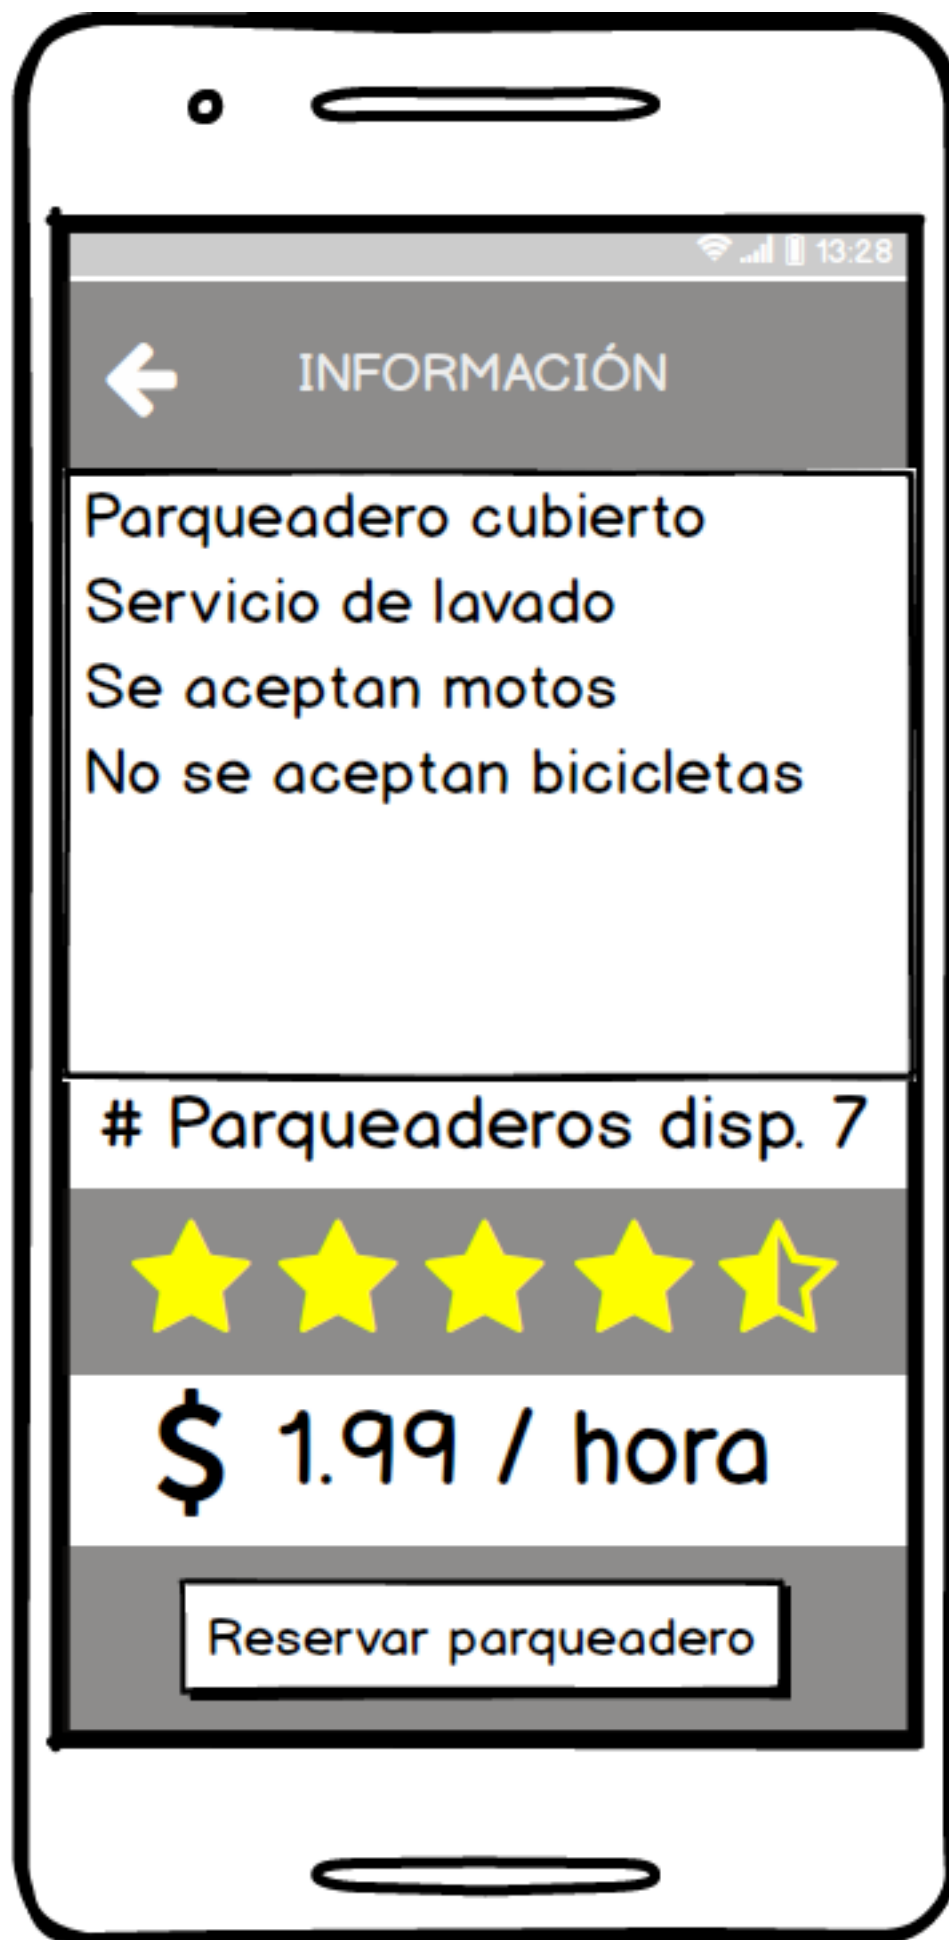 13:28
INFORMACIÓN
Parqueadero cubierto
Servicio de lavado
Se aceptan motos
No se aceptan bicicletas
# Parqueaderos disp. 7
$ 1.99 / hora
Reservar parqueadero